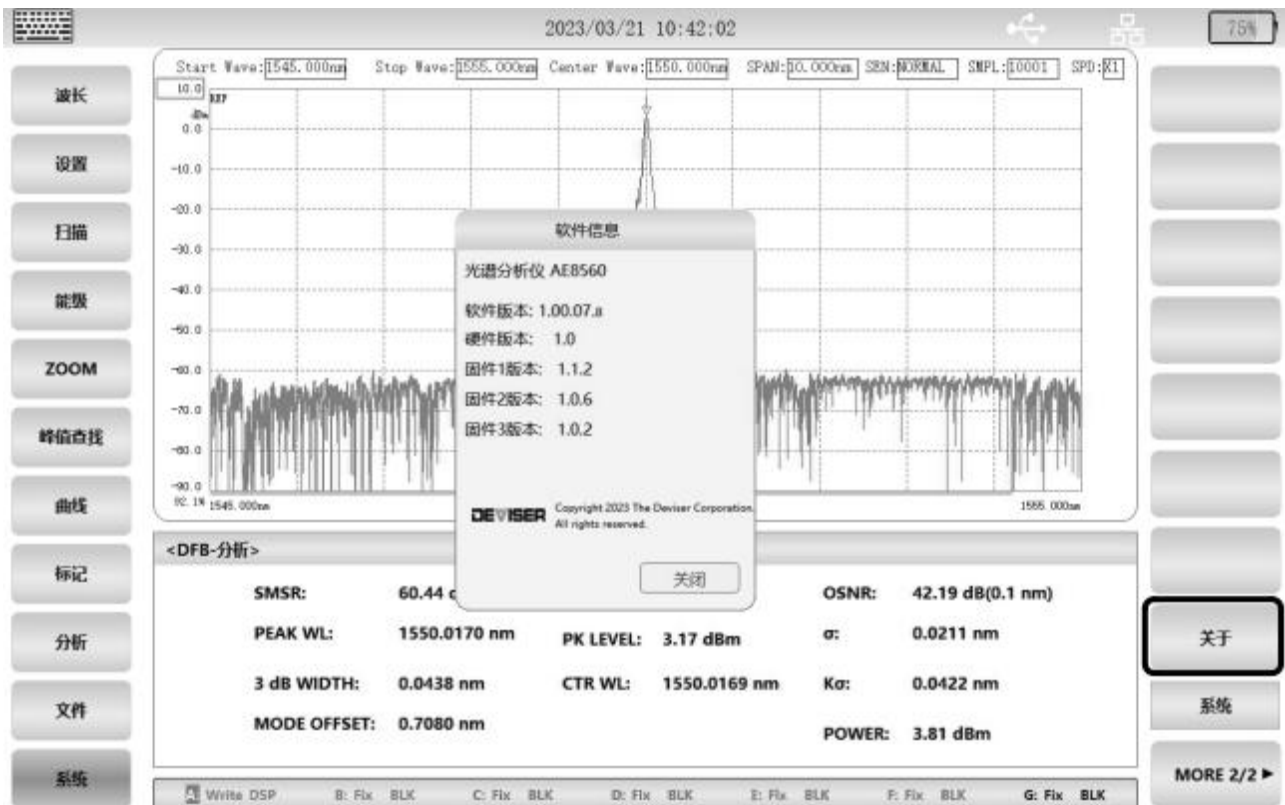 2023/03/21 10:42:02
75%
Start Wave:1545.000nm Stop Wave:1555.000nm Center Wave:1550.000nm SPAN:10.000nm SEN:NORMAL SMPL:10001 SPD:X1
波长
设置
扫描
能级
ZOOM
峰值查找
曲线
标记
分析
文件
系统
10.0
REF
dBm
0.0
-10.0
-20.0
-30.0
-40.0
-50.0
-60.0
-70.0
-80.0
-90.0
92.1% 1545.000nm
1555.000nm
软件信息
光谱分析仪 AE8560
软件版本: 1.00.07.a
硬件版本: 1.0
固件1版本: 1.1.2
固件2版本: 1.0.6
固件3版本: 1.0.2
DEVISER
Copyright 2023 The Deviser Corporation.
All rights reserved.
关闭
<DFB-分析>
SMSR: 60.44
OSNR: 42.19 dB(0.1 nm)
PEAK WL: 1550.0170 nm PK LEVEL: 3.17 dBm σ: 0.0211 nm
3 dB WIDTH: 0.0438 nm CTR WL: 1550.0169 nm Kσ: 0.0422 nm
MODE OFFSET: 0.7080 nm POWER: 3.81 dBm
A: Write DSP B: Fix BLK C: Fix BLK D: Fix BLK E: Fix BLK F: Fix BLK G: Fix BLK
关于
系统
MORE 2/2 ▶